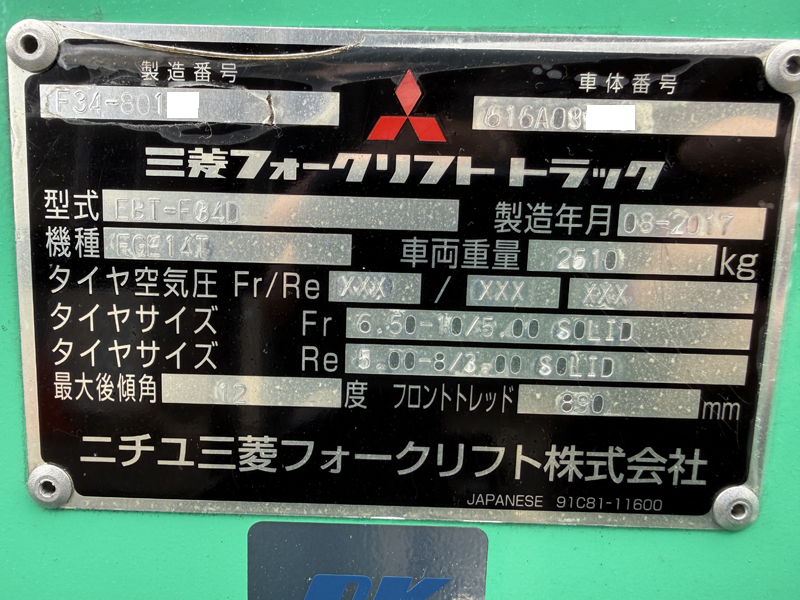 製造番号 車体番号
F34-801 616A09
三菱フォークリフト トラック
型式 EBT-F34D 製造年月 08-2017
機種 FGE14T 車両重量 2510 kg
タイヤ空気圧 Fr/Re XXX / XXX XXX
タイヤサイズ Fr 6.50-10/5.00 SOLID
タイヤサイズ Re 5.00-8/3.00 SOLID
最大後傾角 12 度 フロントトレッド 890 mm
ニチユ三菱フォークリフト株式会社
JAPANESE 91C81-11600